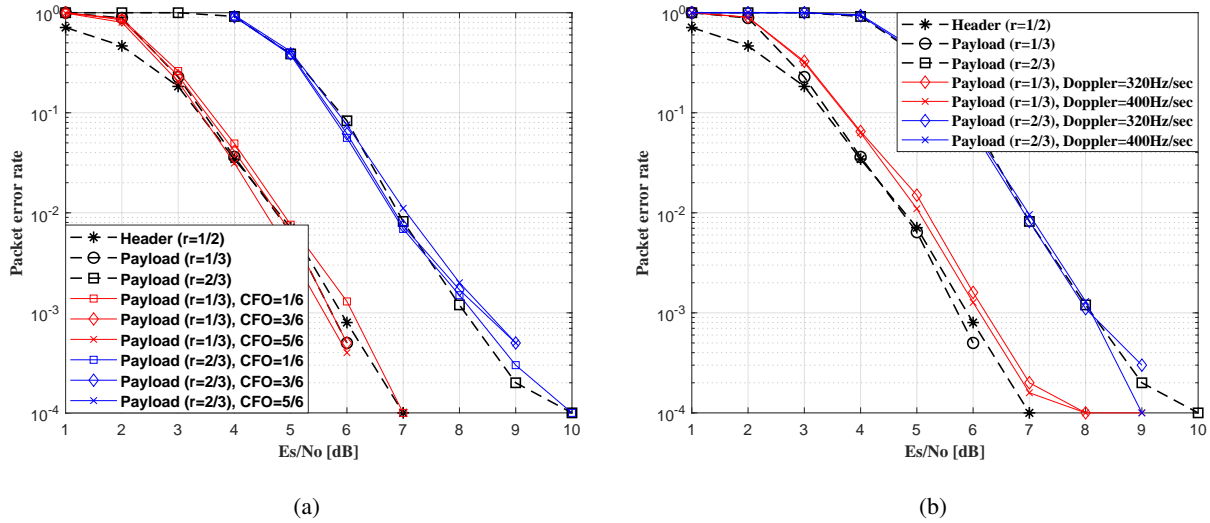 Packet error rate
10^0
10^-1
10^-2
10^-3
10^-4
Header (r=1/2)
Payload (r=1/3)
Payload (r=2/3)
Payload (r=1/3), CFO=1/6
Payload (r=1/3), CFO=3/6
Payload (r=1/3), CFO=5/6
Payload (r=2/3), CFO=1/6
Payload (r=2/3), CFO=3/6
Payload (r=2/3), CFO=5/6
1 2 3 4 5 6 7 8 9 10
Es/No [dB]
(a)
Packet error rate
10^0
10^-1
10^-2
10^-3
10^-4
Header (r=1/2)
Payload (r=1/3)
Payload (r=2/3)
Payload (r=1/3), Doppler=320Hz/sec
Payload (r=1/3), Doppler=400Hz/sec
Payload (r=2/3), Doppler=320Hz/sec
Payload (r=2/3), Doppler=400Hz/sec
1 2 3 4 5 6 7 8 9 10
Es/No [dB]
(b)